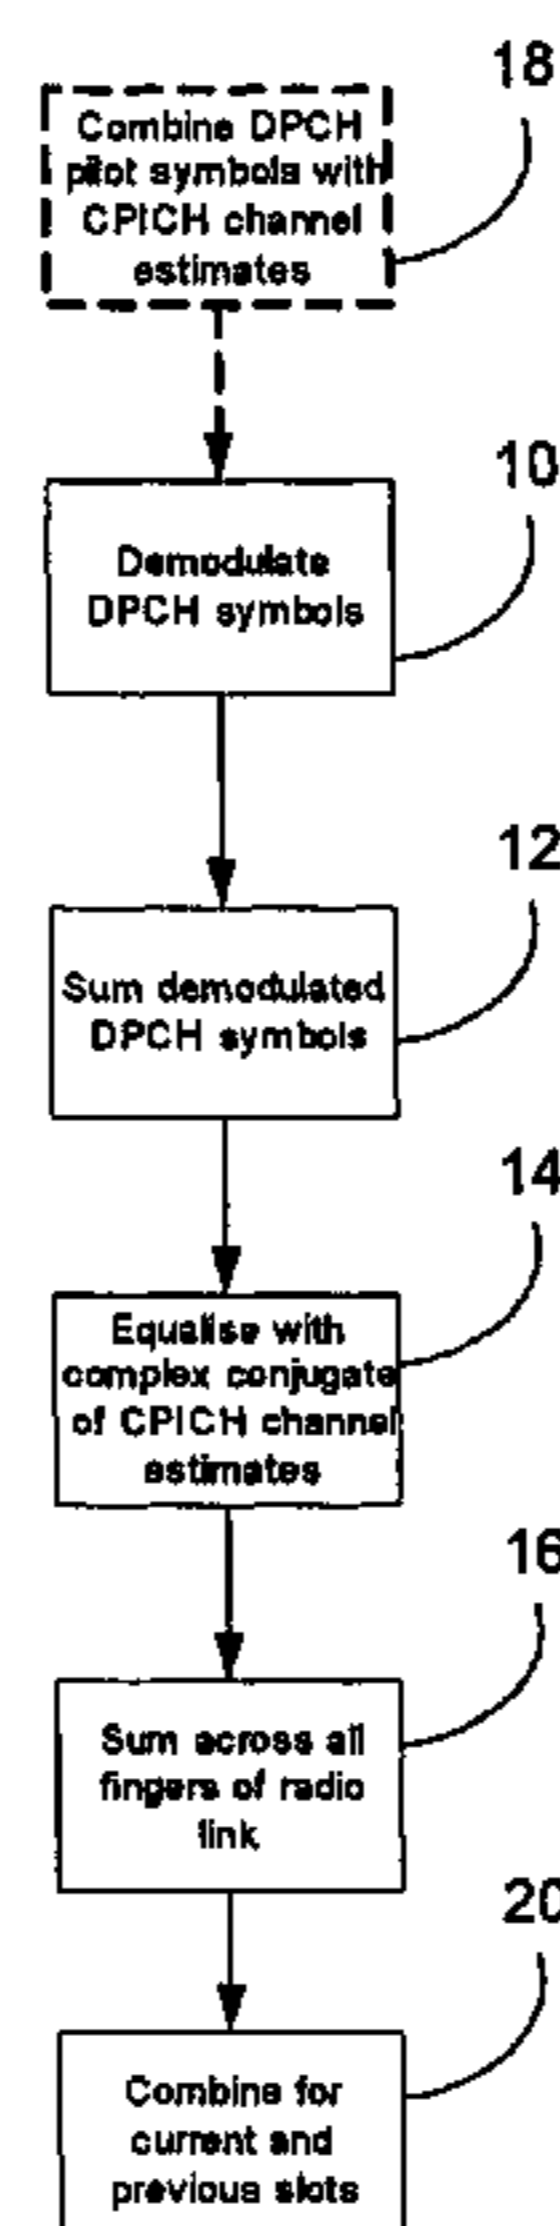 18
Combine DPCH
pilot symbols with
CPICH channel
estimates
10
Demodulate
DPCH symbols
12
Sum demodulated
DPCH symbols
14
Equalise with
complex conjugate
of CPICH channel
estimates
16
Sum across all
fingers of radio
link
20
Combine for
current and
previous slots